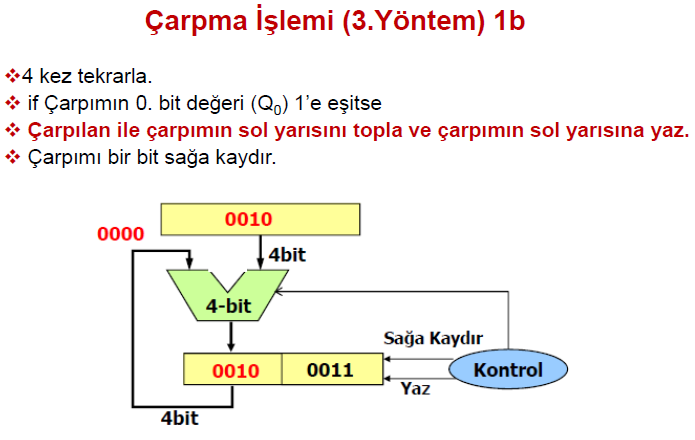 Çarpma İşlemi (3.Yöntem) 1b
❖4 kez tekrarla.
❖ if Çarpımın 0. bit değeri (Q0) 1’e eşitse
❖ Çarpılan ile çarpımın sol yarısını topla ve çarpımın sol yarısına yaz.
❖ Çarpımı bir bit sağa kaydır.
0010
0000
4bit
4-bit
Sağa Kaydır
0010 0011
Kontrol
Yaz
4bit